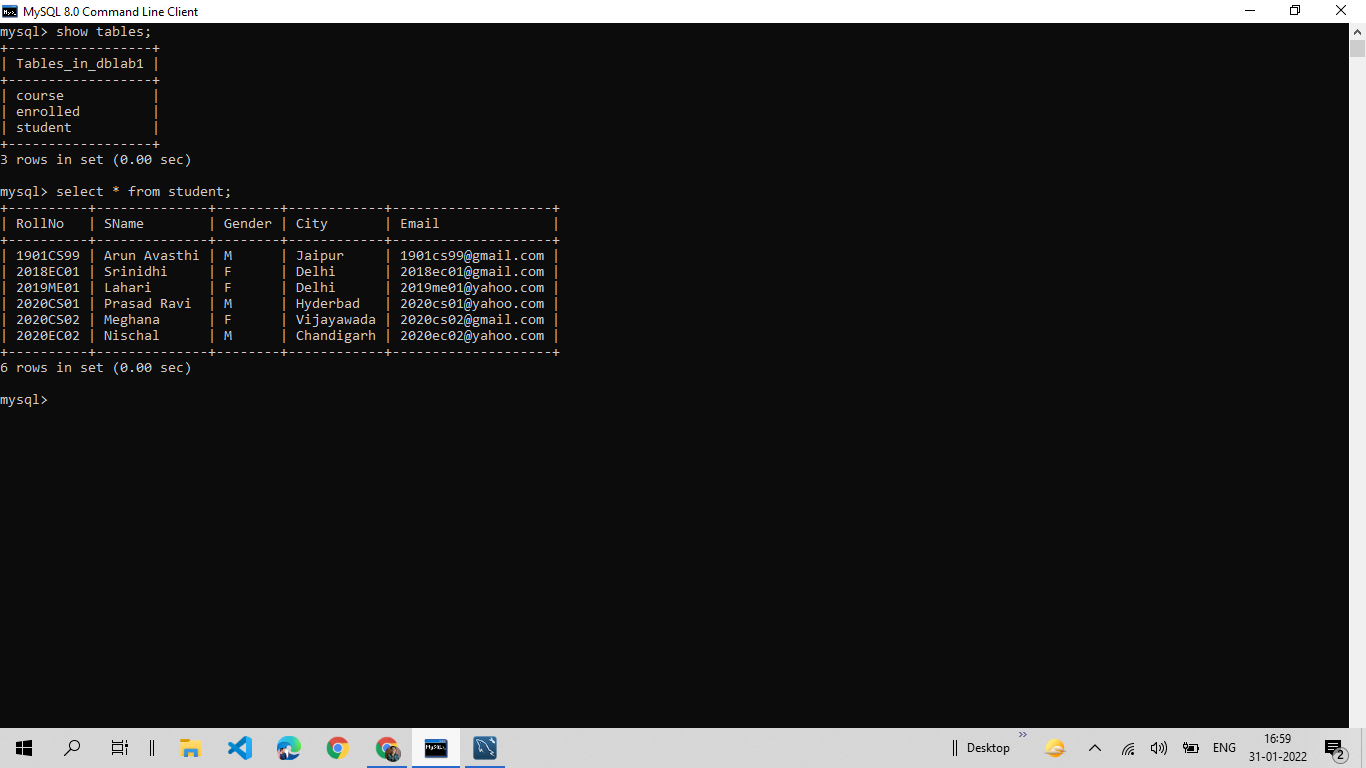 MySQL 8.0 Command Line Client
mysql> show tables;
+------------------+
| Tables_in_dblab1 |
+------------------+
| course           |
| enrolled         |
| student          |
+------------------+
3 rows in set (0.00 sec)
mysql> select * from student;
+----------+--------------+--------+------------+--------------------+
| RollNo   | SName        | Gender | City       | Email              |
+----------+--------------+--------+------------+--------------------+
| 1901CS99 | Arun Avasthi | M      | Jaipur     | 1901cs99@gmail.com |
| 2018EC01 | Srinidhi     | F      | Delhi      | 2018ec01@gmail.com |
| 2019ME01 | Lahari       | F      | Delhi      | 2019me01@yahoo.com |
| 2020CS01 | Prasad Ravi  | M      | Hyderbad   | 2020cs01@yahoo.com |
| 2020CS02 | Meghana      | F      | Vijayawada | 2020cs02@gmail.com |
| 2020EC02 | Nischal      | M      | Chandigarh | 2020ec02@yahoo.com |
+----------+--------------+--------+------------+--------------------+
6 rows in set (0.00 sec)
mysql>
Desktop
ENG
16:59
31-01-2022
2